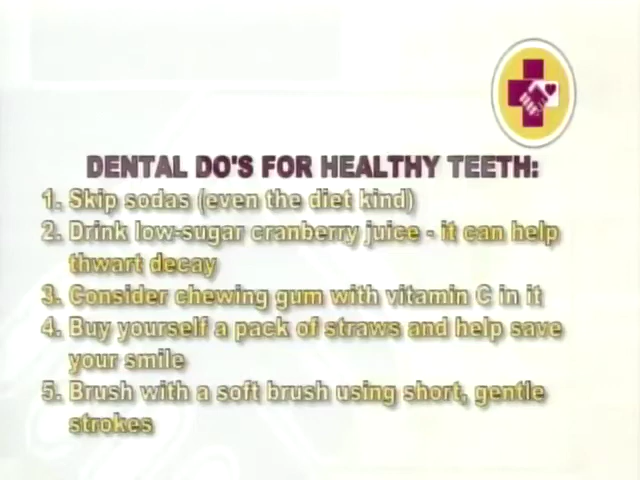 DENTAL DO'S FOR HEALTHY TEETH:
1. Skip sodas (even the diet kind)
2. Drink low-sugar cranberry juice - it can help
thwart decay
3. Consider chewing gum with vitamin C in it
4. Buy yourself a pack of straws and help save
your smile
5. Brush with a soft brush using short, gentle
strokes